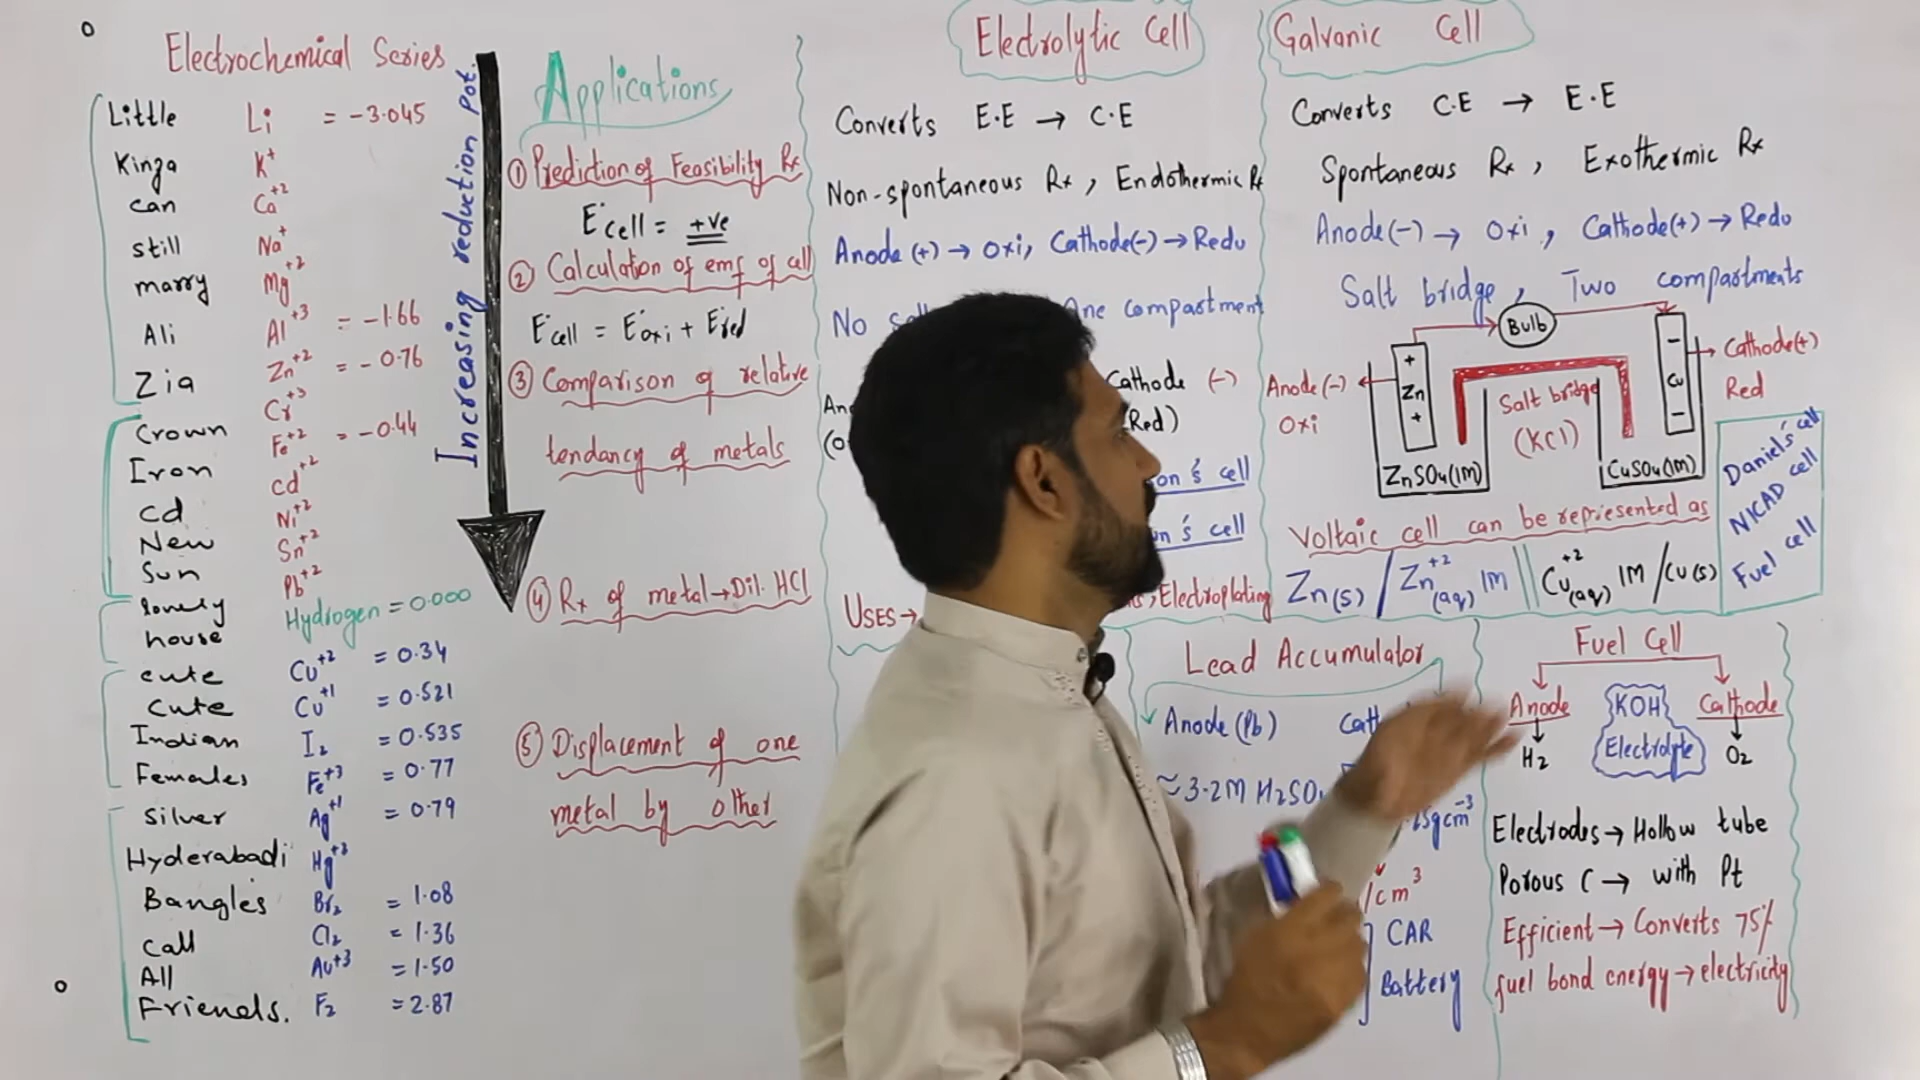 Electrochemical Series
Little Li = -3.045
Kinza K+
can Ca+2
still Na+
marry Mg+2
Ali Al+3 = -1.66
Zia Zn+2 = -0.76
Crown Cr+3
Iron Fe+2 = -0.44
Cd Cd+2
New Ni+2
Sun Sn+2
lovely Pb+2
house Hydrogen = 0.000
cute Cu+2 = 0.34
Cute Cu+1 = 0.521
Indian I2 = 0.535
Females Fe+3 = 0.77
Silver Ag+1 = 0.79
Hyderabadi Hg+3
Bangles Br2 = 1.08
Call Cl2 = 1.36
All Au+3 = 1.50
Friends. F2 = 2.87
Increasing reduction pot.
Applications
① Prediction of Feasibility Rx
E°cell = +ve
② Calculation of emf of cell
E°cell = E°oxi + E°red
③ Comparison of relative
tendancy of metals
④ Rx of metal → Dil. HCl
⑤ Displacement of one
metal by other
Electrolytic Cell
Converts E.E → C.E
Non-spontaneous Rx, Endothermic Rx
Anode (+) → oxi, Cathode(-) → Redu
No compartment
Cathode (-)
Red)
's cell
's cell
USES → , Electroplating
Galvanic Cell
Converts C.E → E.E
Spontaneous Rx, Exothermic Rx
Anode (-) → oxi, Cathode(+) → Redu
Salt bridge, Two compartments
Bulb
Anode (-)
Oxi
+
Zn
+
Salt bridge
(KCl)
-
Cu
-
Cathode(+)
Red
ZnSO4(1M)
CuSO4(1M)
Daniels' cell
NICAD cell
Fuel cell
Voltaic cell can be represented as
Zn(s) / Zn+2(aq) 1M || Cu+2(aq) 1M / Cu(s)
Lead Accumulator
Anode (Pb)
≈ 3.2M
gcm-3
/cm3
CAR
Battery
Fuel Cell
Anode KOH Cathode
H2 Electrolyte O2
Electrodes → Hollow tube
Porous C → with Pt
Efficient → Converts 75%
fuel bond energy → electricity